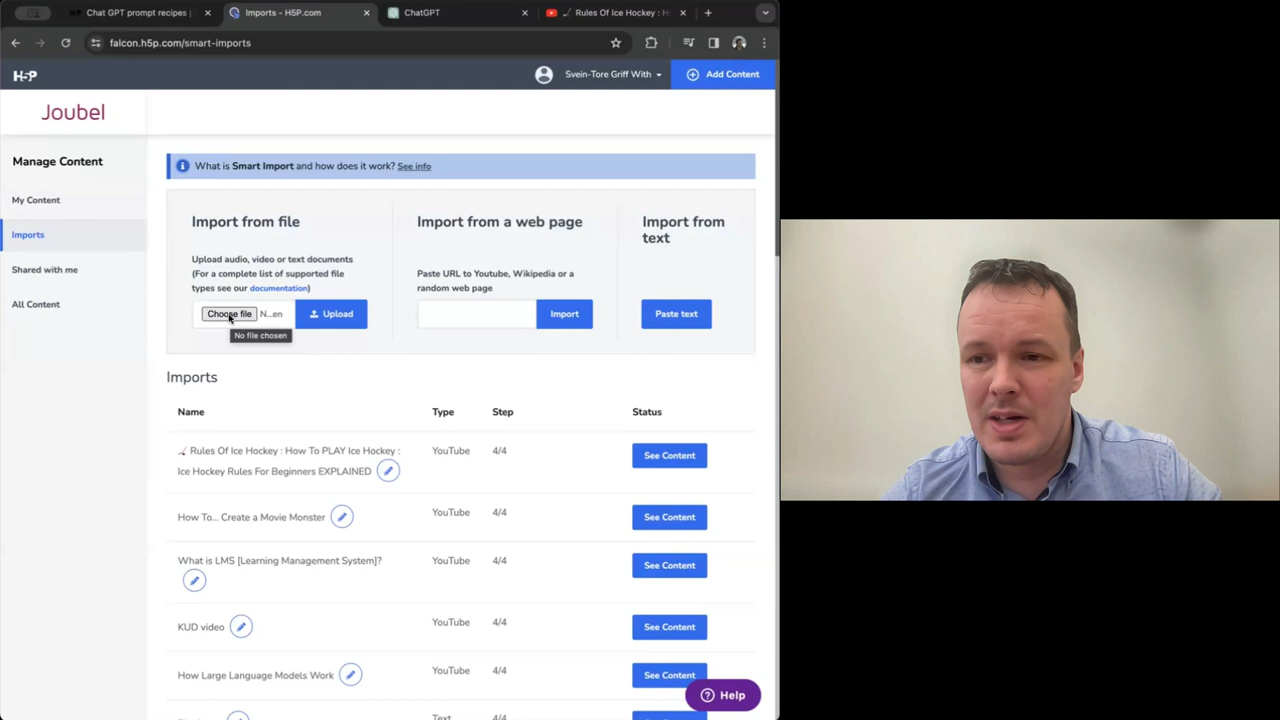 Chat GPT prompt recipes |
Imports - H5P.com
ChatGPT
Rules Of Ice Hockey : H
falcon.h5p.com/smart-imports
H5P
Svein-Tore Griff With
Add Content
Joubel
Manage Content
My Content
Imports
Shared with me
All Content
What is Smart Import and how does it work? See info
Import from file
Upload audio, video or text documents
(For a complete list of supported file
types see our documentation)
Choose file N...en
Upload
No file chosen
Import from a web page
Paste URL to Youtube, Wikipedia or a
random web page
Import
Import from
text
Paste text
Imports
Name Type Step Status
Rules Of Ice Hockey : How To PLAY Ice Hockey :
Ice Hockey Rules For Beginners EXPLAINED
YouTube 4/4 See Content
How To... Create a Movie Monster YouTube 4/4 See Content
What is LMS [Learning Management System]? YouTube 4/4 See Content
KUD video YouTube 4/4 See Content
How Large Language Models Work YouTube 4/4 See Content
Text 4/4
Help